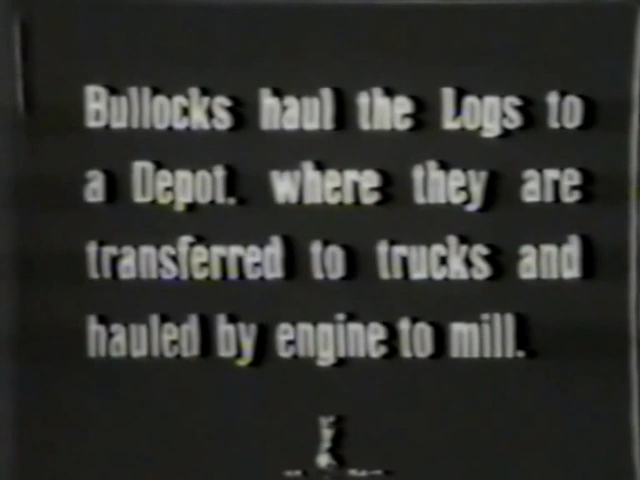 Bullocks haul the Logs to
a Depot. where they are
transferred to trucks and
hauled by engine to mill.